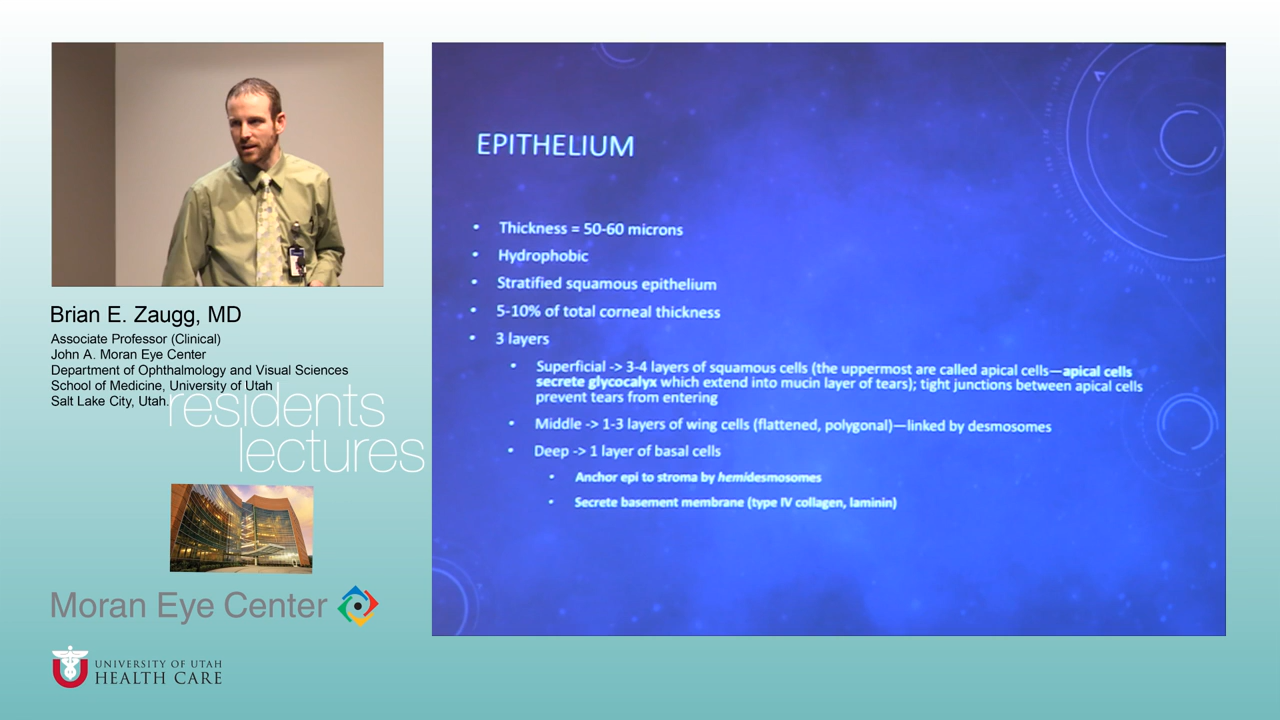 EPITHELIUM
• Thickness = 50-60 microns
• Hydrophobic
• Stratified squamous epithelium
• 5-10% of total corneal thickness
• 3 layers
• Superficial -> 3-4 layers of squamous cells (the uppermost are called apical cells—apical cells
secrete glycocalyx which extend into mucin layer of tears); tight junctions between apical cells
prevent tears from entering
• Middle -> 1-3 layers of wing cells (flattened, polygonal)—linked by desmosomes
• Deep -> 1 layer of basal cells
• Anchor epi to stroma by hemidesmosomes
• Secrete basement membrane (type IV collagen, laminin)
Brian E. Zaugg, MD
Associate Professor (Clinical)
John A. Moran Eye Center
Department of Ophthalmology and Visual Sciences
School of Medicine, University of Utah
Salt Lake City, Utah.
residents
lectures
Moran Eye Center
UNIVERSITY OF UTAH
HEALTH CARE